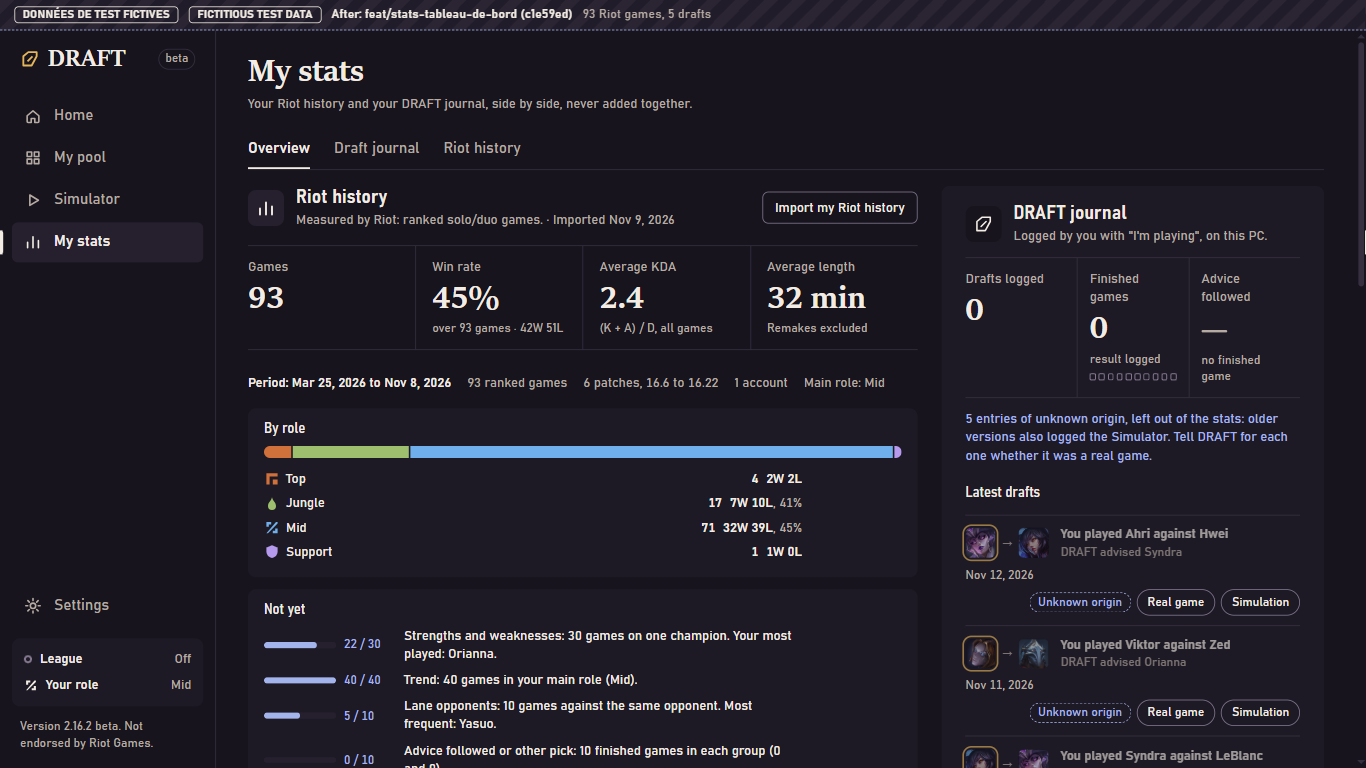 DONNÉES DE TEST FICTIVES
FICTITIOUS TEST DATA
After: feat/stats-tableau-de-bord (c1e59ed)
93 Riot games, 5 drafts
DRAFT
beta
Home
My pool
Simulator
My stats
Settings
League
Off
Your role
Mid
Version 2.16.2 beta. Not
endorsed by Riot Games.
My stats
Your Riot history and your DRAFT journal, side by side, never added together.
Overview
Draft journal
Riot history
Riot history
Measured by Riot: ranked solo/duo games. · Imported Nov 9, 2026
Import my Riot history
Games
93
Win rate
45%
over 93 games · 42W 51L
Average KDA
2.4
(K + A) / D, all games
Average length
32 min
Remakes excluded
Period: Mar 25, 2026 to Nov 8, 2026
93 ranked games
6 patches, 16.6 to 16.22
1 account
Main role: Mid
By role
Top
4 2W 2L
Jungle
17 7W 10L, 41%
Mid
71 32W 39L, 45%
Support
1 1W 0L
Not yet
22 / 30
Strengths and weaknesses: 30 games on one champion. Your most
played: Orianna.
40 / 40
Trend: 40 games in your main role (Mid).
5 / 10
Lane opponents: 10 games against the same opponent. Most
frequent: Yasuo.
0 / 10
Advice followed or other pick: 10 finished games in each group (0
and 0).
DRAFT journal
Logged by you with "I'm playing", on this PC.
Drafts logged
0
Finished
games
0
result logged
Advice
followed
—
no finished
game
5 entries of unknown origin, left out of the stats: older
versions also logged the Simulator. Tell DRAFT for each
one whether it was a real game.
Latest drafts
You played Ahri against Hwei
DRAFT advised Syndra
Nov 12, 2026
Unknown origin
Real game
Simulation
You played Viktor against Zed
DRAFT advised Orianna
Nov 11, 2026
Unknown origin
Real game
Simulation
You played Syndra against LeBlanc